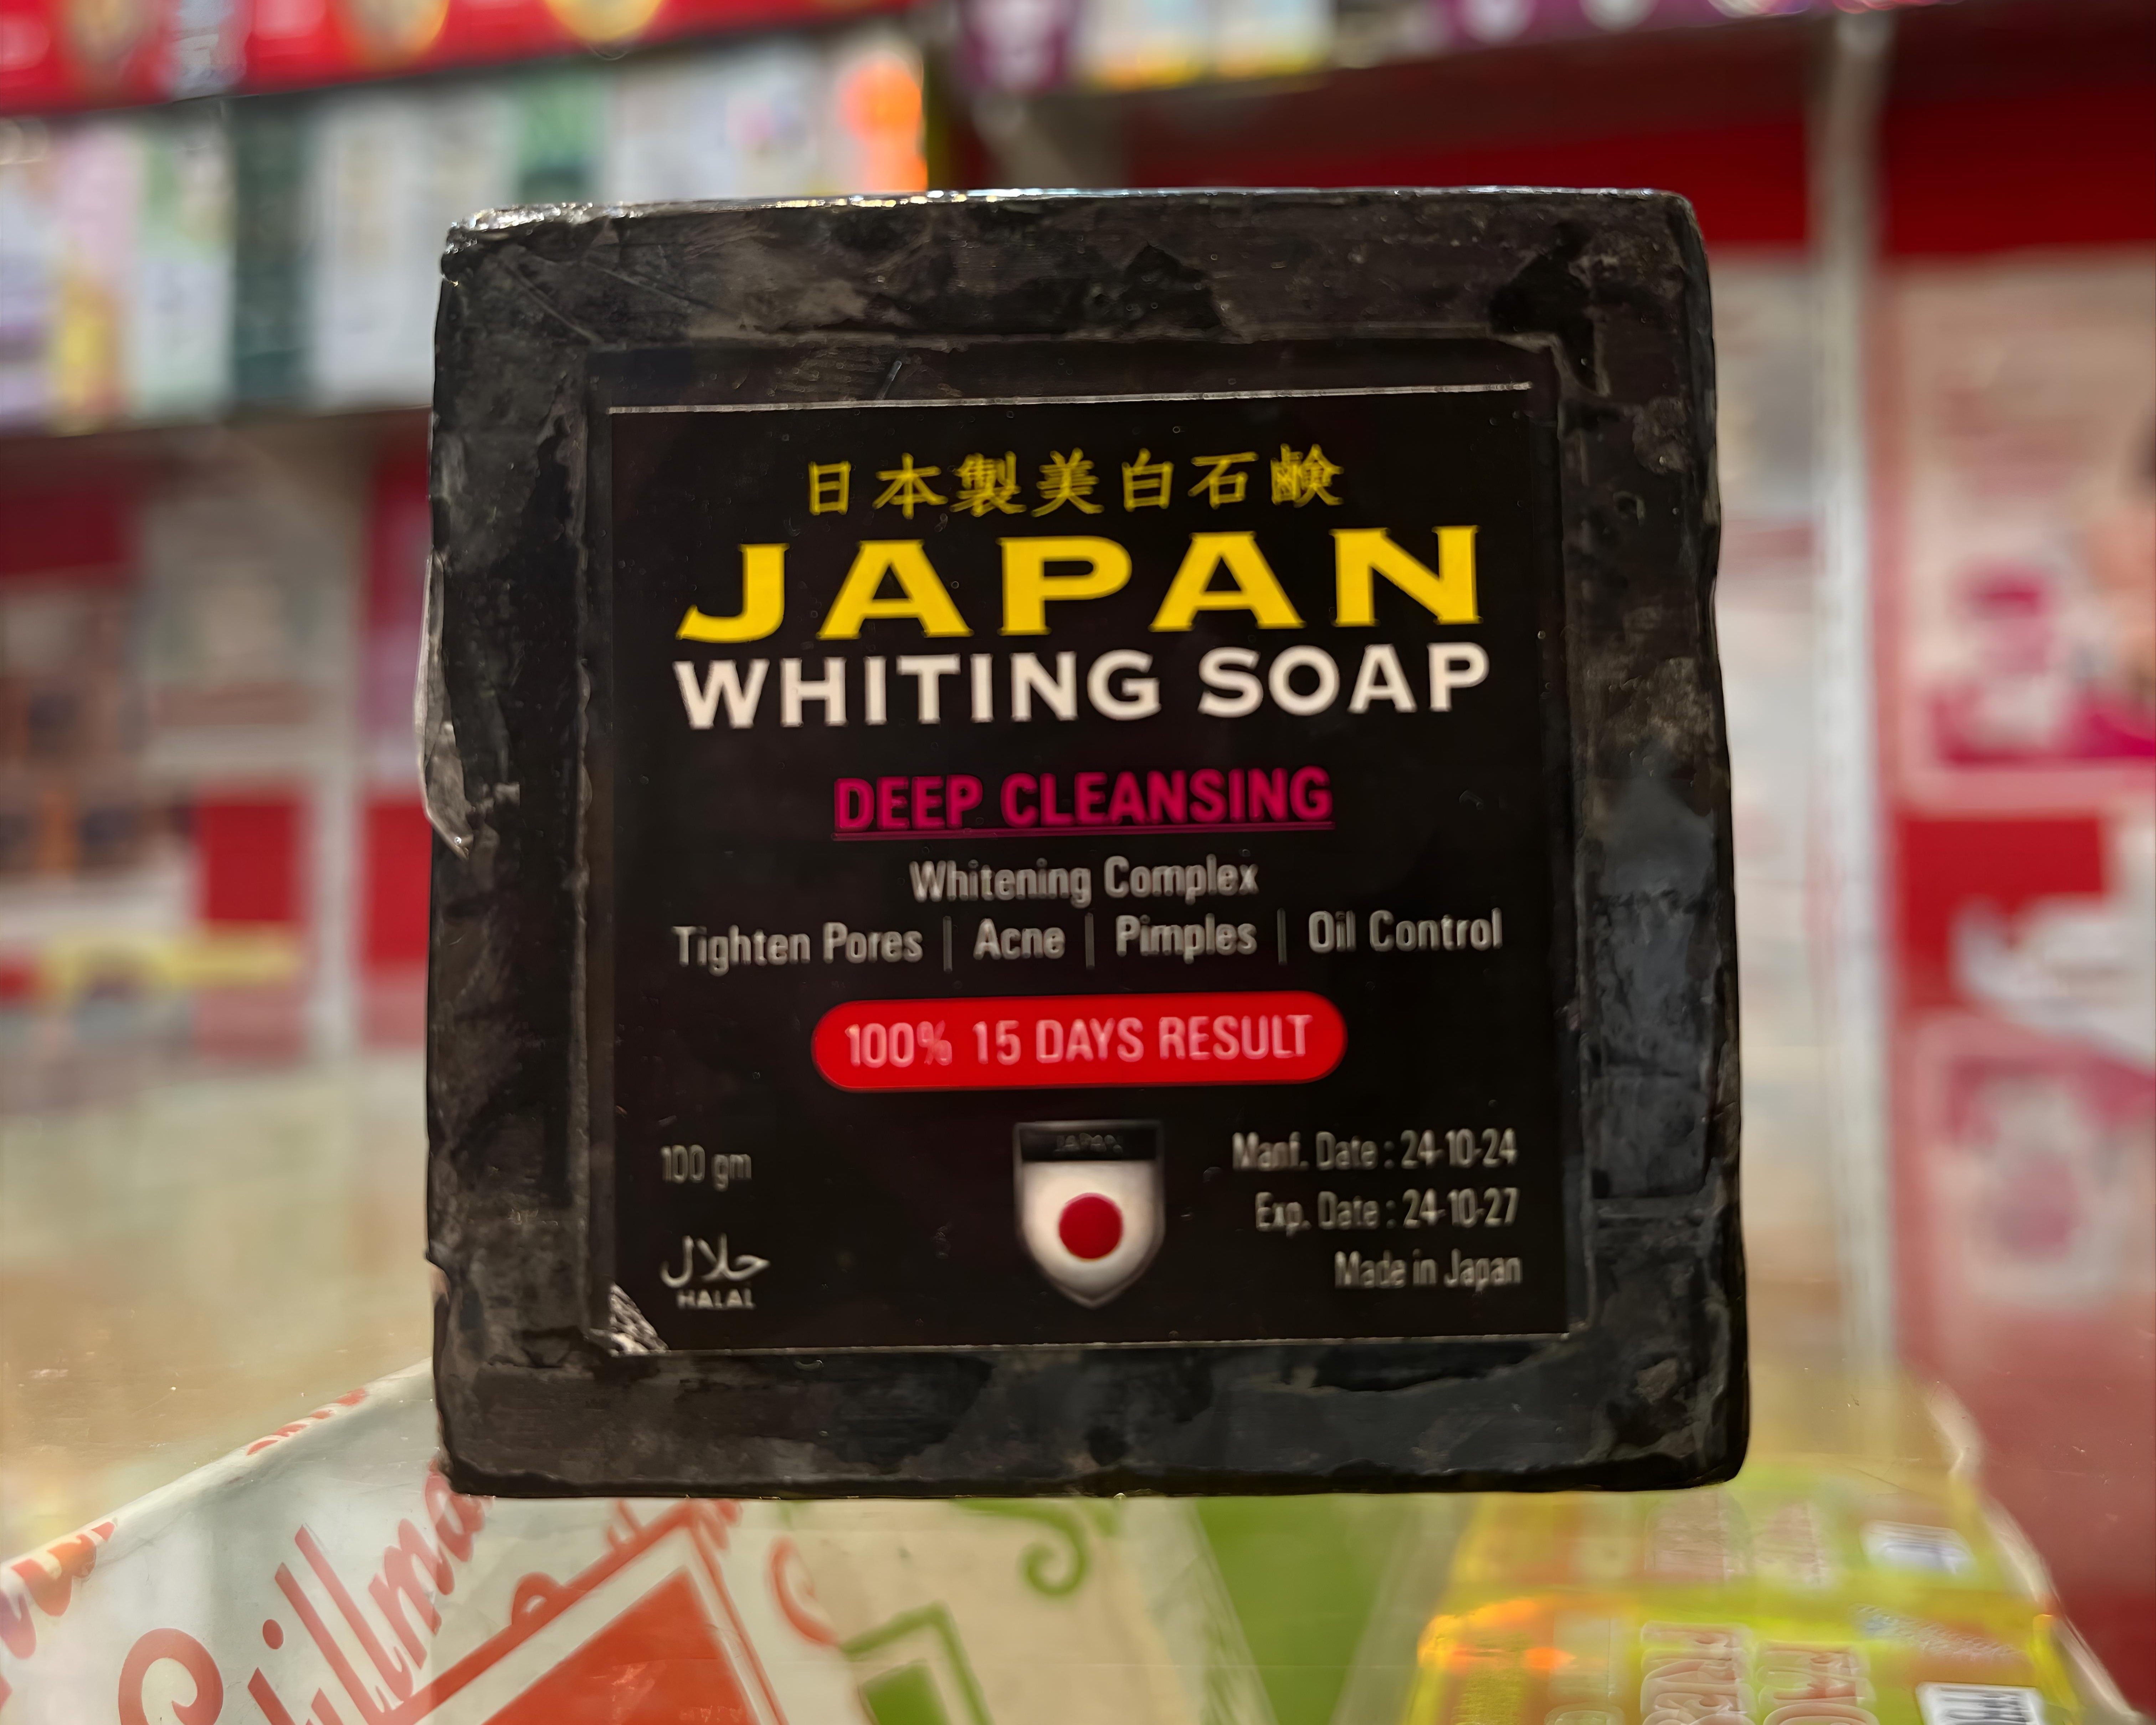 日本製美白石鹸
JAPAN
WHITING SOAP
DEEP CLEANSING
Whitening Complex
Tighten Pores | Acne | Pimples | Oil Control
100% 15 DAYS RESULT
100 gm
حلال
HALAL
JAPAN
Manf. Date : 24-10-24
Exp. Date : 24-10-27
Made in Japan